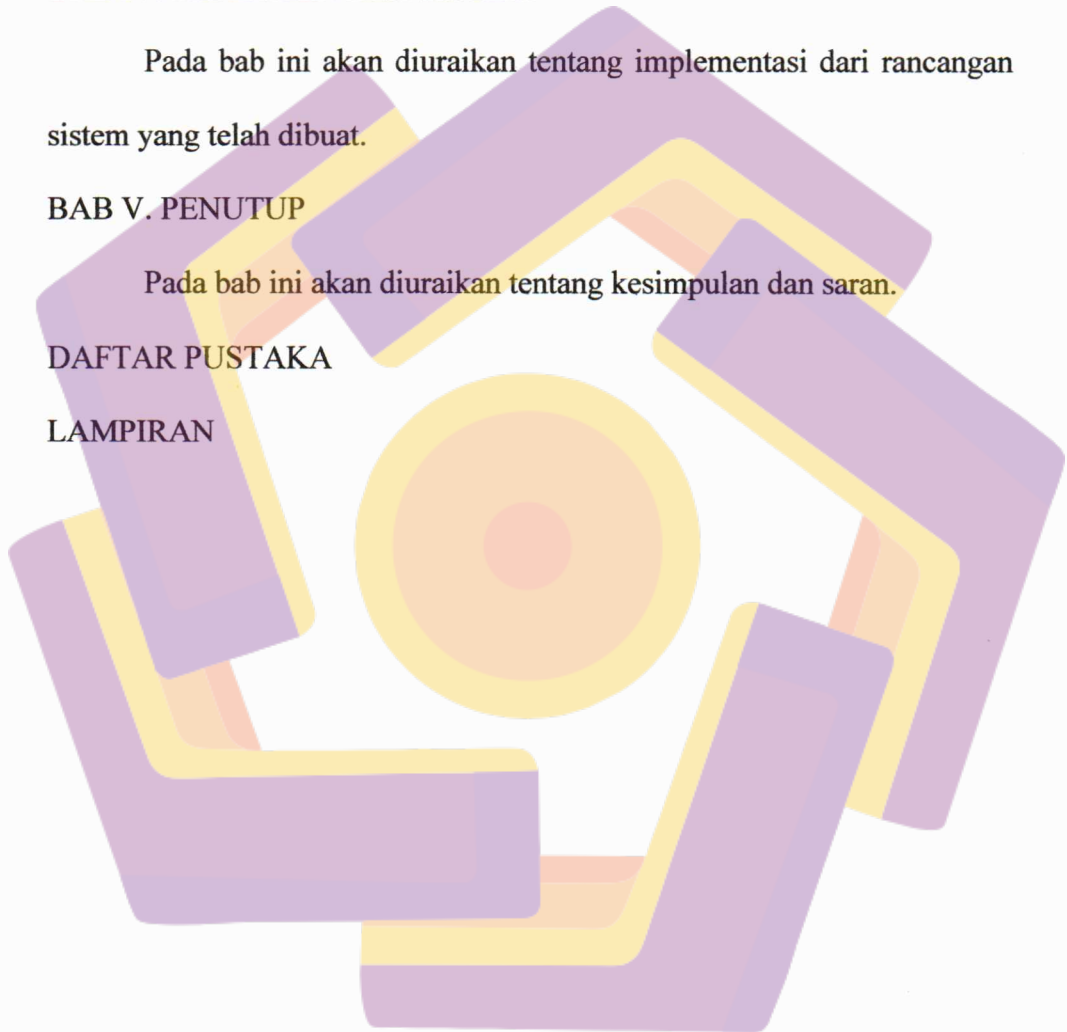 Pada bab ini akan diuraikan tentang implementasi dari rancangan
sistem yang telah dibuat.
BAB V. PENUTUP
Pada bab ini akan diuraikan tentang kesimpulan dan saran.
DAFTAR PUSTAKA
LAMPIRAN